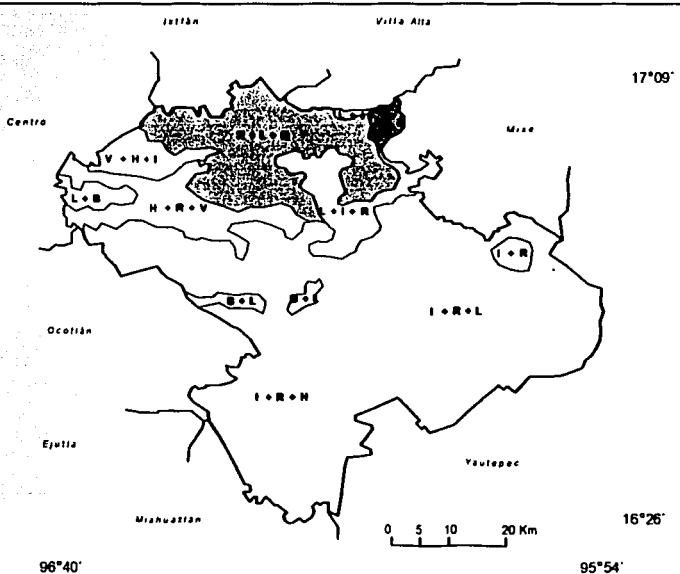 Ixtlán Villa Alta
17°09'
Centro
Mixe
V + H + I
L + B
H + R + V
L + I + R
I + R
B + L
I + R + L
Ocotlán
I + R + H
Ejutla
Yautepec
Miahuatlán
0 5 10 20 Km
16°26'
96°40' 95°54'